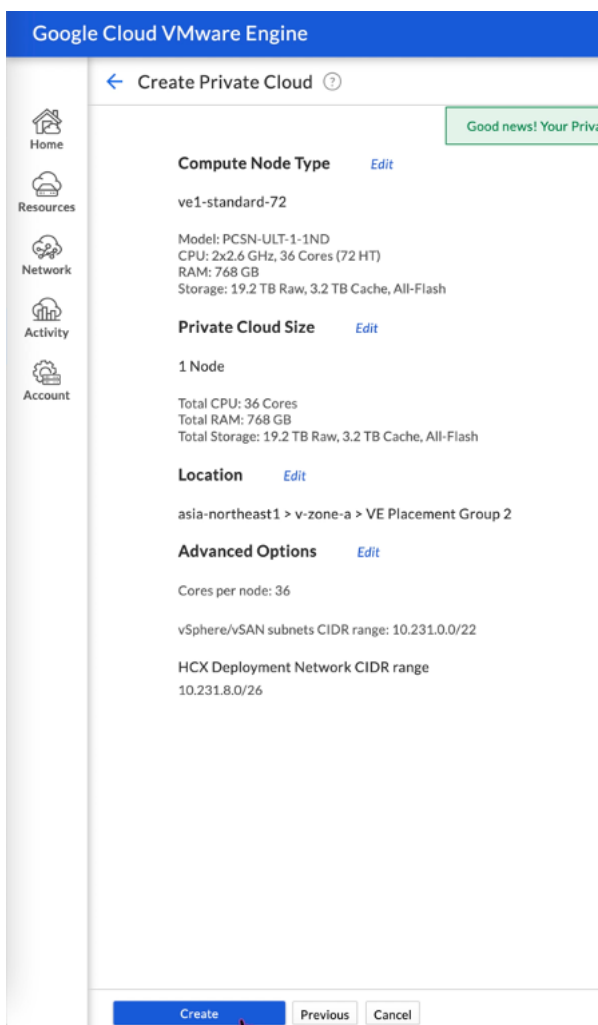 Google Cloud VMware Engine
← Create Private Cloud ?
Home
Resources
Network
Activity
Account
Good news! Your
Compute Node Type Edit
ve1-standard-72
Model: PCSN-ULT-1-1ND
CPU: 2x2.6 GHz, 36 Cores (72 HT)
RAM: 768 GB
Storage: 19.2 TB Raw, 3.2 TB Cache, All-Flash
Private Cloud Size Edit
1 Node
Total CPU: 36 Cores
Total RAM: 768 GB
Total Storage: 19.2 TB Raw, 3.2 TB Cache, All-Flash
Location Edit
asia-northeast1 > v-zone-a > VE Placement Group 2
Advanced Options Edit
Cores per node: 36
vSphere/vSAN subnets CIDR range: 10.231.0.0/22
HCX Deployment Network CIDR range
10.231.8.0/26
Create Previous Cancel